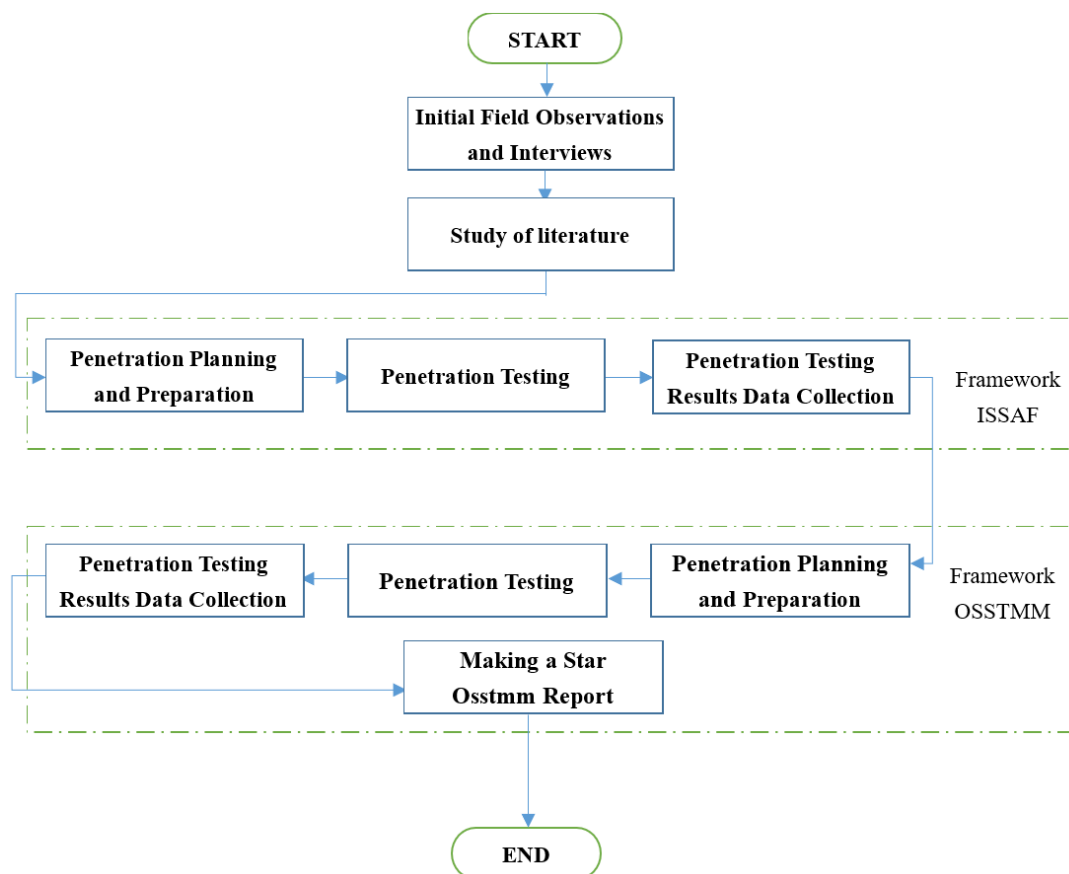 START
Initial Field Observations
and Interviews
Study of literature
Penetration Planning
and Preparation
Penetration Testing
Penetration Testing
Results Data Collection
Framework
ISSAF
Penetration Testing
Results Data Collection
Penetration Testing
Penetration Planning
and Preparation
Framework
OSSTMM
Making a Star
Osstmm Report
END